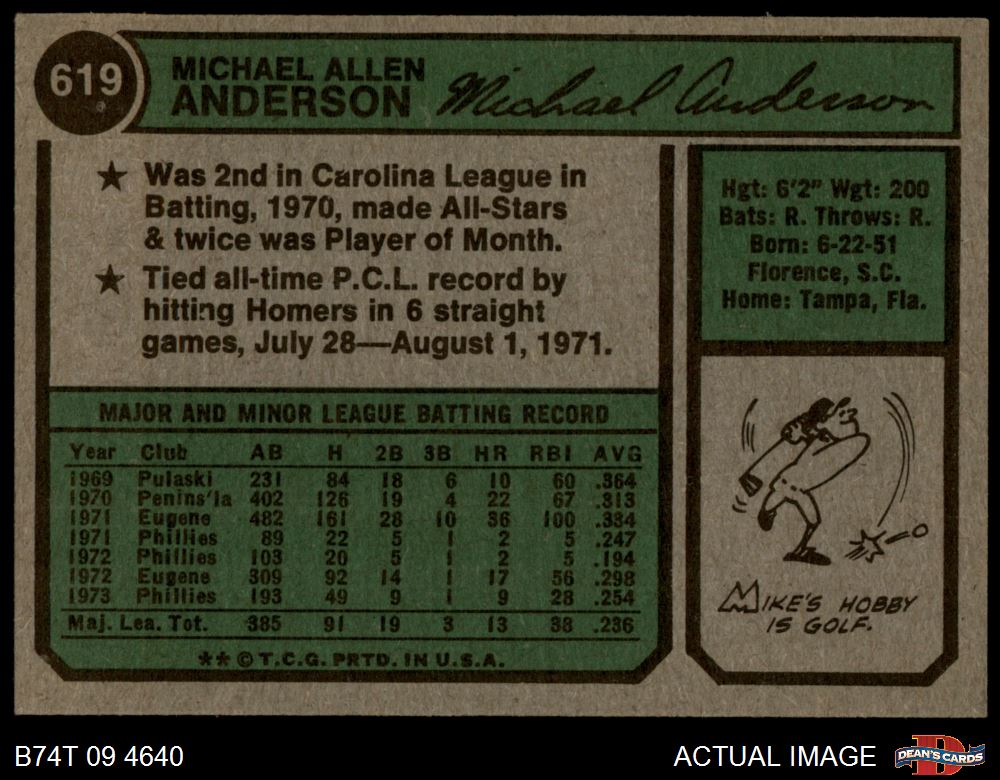 619
MICHAEL ALLEN
ANDERSON
Michael Anderson
★ Was 2nd in Carolina League in
Batting, 1970, made All-Stars
& twice was Player of Month.
★ Tied all-time P.C.L. record by
hitting Homers in 6 straight
games, July 28—August 1, 1971.
Hgt: 6'2" Wgt: 200
Bats: R. Throws: R.
Born: 6-22-51
Florence, S.C.
Home: Tampa, Fla.
MAJOR AND MINOR LEAGUE BATTING RECORD
Year Club AB H 2B 3B HR RBI AVG
1969 Pulaski 231 84 18 6 10 60 .364
1970 Penins'la 402 126 19 4 22 67 .313
1971 Eugene 482 161 28 10 36 100 .334
1971 Phillies 89 22 5 1 2 5 .247
1972 Phillies 103 20 5 1 2 5 .194
1972 Eugene 309 92 14 1 17 56 .298
1973 Phillies 193 49 9 1 9 28 .254
Maj. Lea. Tot. 385 91 19 3 13 38 .236
** © T.C.G. PRTD. IN U.S.A.
MIKE'S HOBBY
IS GOLF.
B74T 09 4640
ACTUAL IMAGE
DEAN'S CARDS